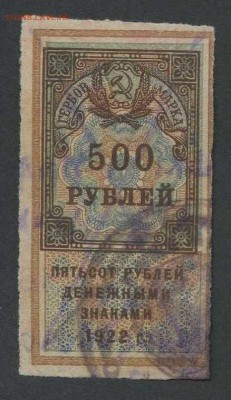 ГЕРБОВАЯ МАРКА
500
РУБЛЕЙ
ПЯТЬСОТ РУБЛЕЙ
ДЕНЕЖНЫМИ
ЗНАКАМИ
1922 г.